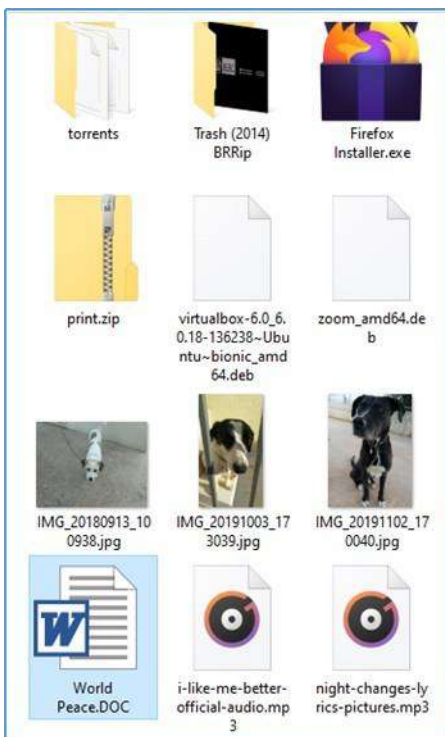 torrents
Trash (2014)
BRRip
Firefox
Installer.exe
print.zip
virtualbox-6.0_6.
0.18-136238~Ubu
ntu~bionic_amd
64.deb
zoom_amd64.de
b
IMG_20180913_10
0938.jpg
IMG_20191003_17
3039.jpg
IMG_20191102_17
0040.jpg
W
World
Peace.DOC
i-like-me-better-
official-audio.mp
3
night-changes-ly
rics-pictures.mp3